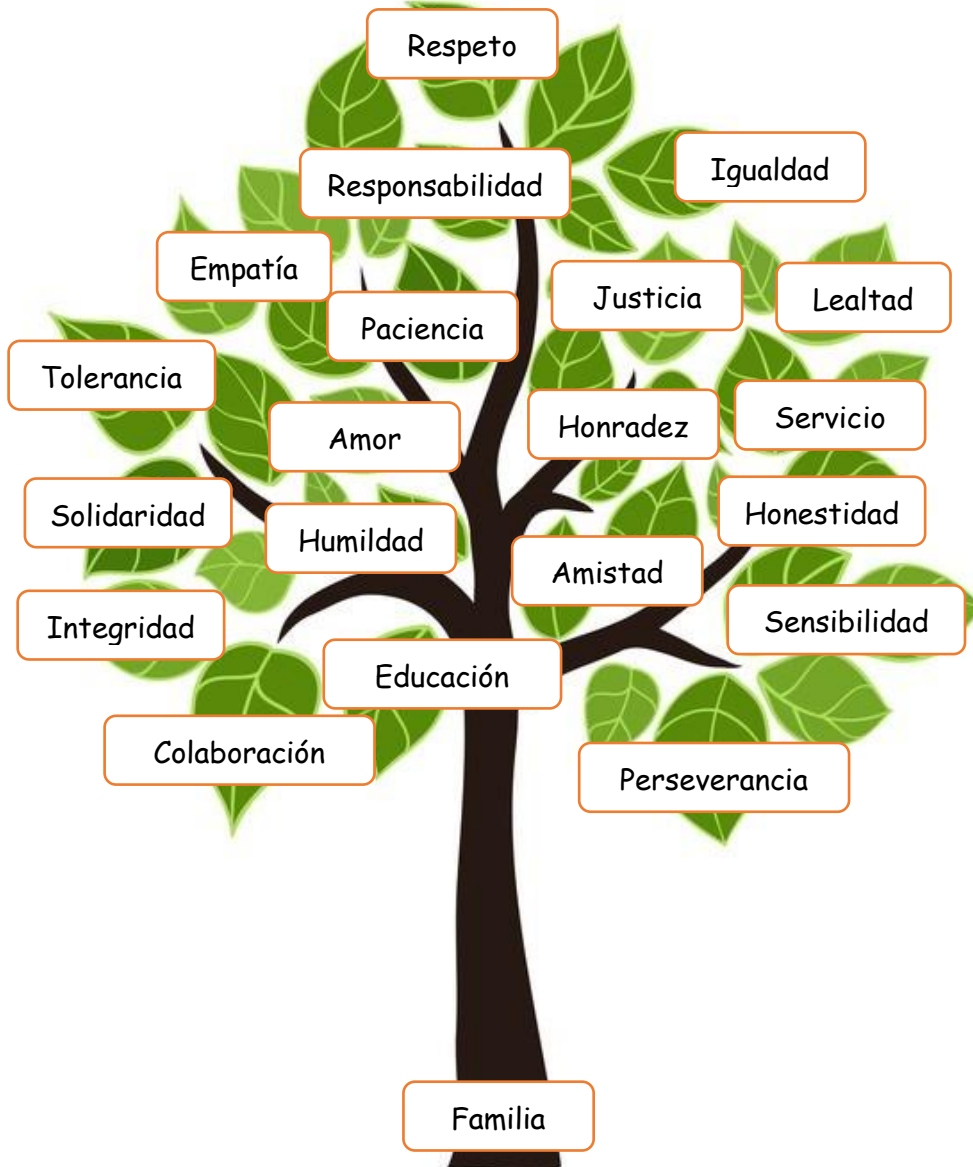 Respeto
Igualdad
Responsabilidad
Empatía
Justicia
Lealtad
Paciencia
Tolerancia
Amor
Honradez
Servicio
Solidaridad
Humildad
Honestidad
Amistad
Integridad
Sensibilidad
Educación
Colaboración
Perseverancia
Familia